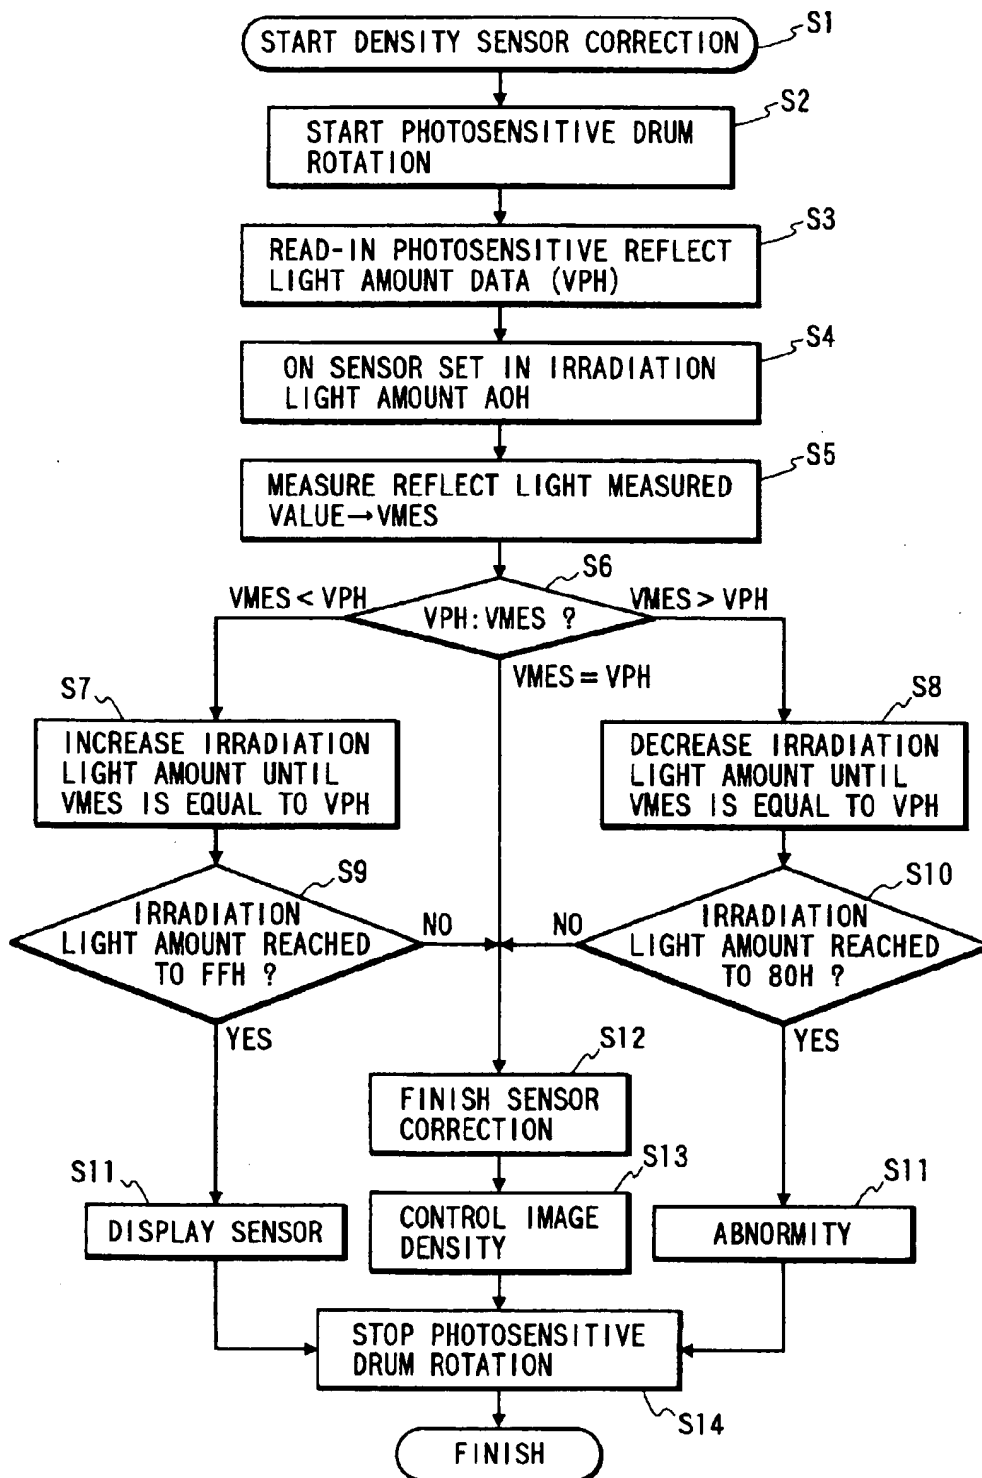 START DENSITY SENSOR CORRECTION
S1
S2
START PHOTOSENSITIVE DRUM
ROTATION
S3
READ-IN PHOTOSENSITIVE REFLECT
LIGHT AMOUNT DATA (VPH)
S4
ON SENSOR SET IN IRRADIATION
LIGHT AMOUNT AOH
S5
MEASURE REFLECT LIGHT MEASURED
VALUE→VMES
S6
VMES < VPH
VPH:VMES ?
VMES > VPH
VMES = VPH
S7
INCREASE IRRADIATION
LIGHT AMOUNT UNTIL
VMES IS EQUAL TO VPH
S8
DECREASE IRRADIATION
LIGHT AMOUNT UNTIL
VMES IS EQUAL TO VPH
S9
IRRADIATION
LIGHT AMOUNT REACHED
TO FFH ?
NO
YES
S10
IRRADIATION
LIGHT AMOUNT REACHED
TO 80H ?
NO
YES
S12
FINISH SENSOR
CORRECTION
S11
DISPLAY SENSOR
S13
CONTROL IMAGE
DENSITY
S11
ABNORMITY
STOP PHOTOSENSITIVE
DRUM ROTATION
S14
FINISH